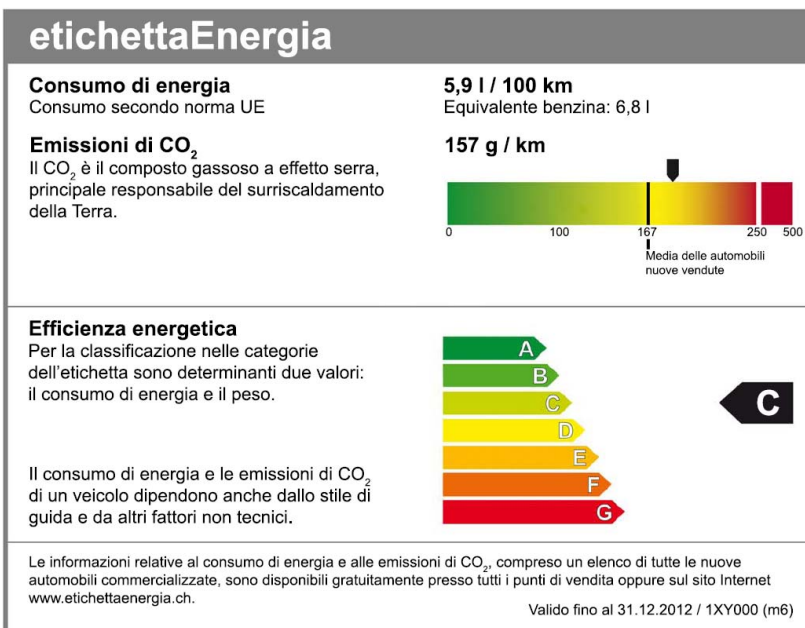 etichettaEnergia
Consumo di energia
Consumo secondo norma UE
5,9 l / 100 km
Equivalente benzina: 6,8 l
Emissioni di CO₂
Il CO₂ è il composto gassoso a effetto serra,
principale responsabile del surriscaldamento
della Terra.
157 g / km
0 100 167 250 500
Media delle automobili
nuove vendute
Efficienza energetica
Per la classificazione nelle categorie
dell'etichetta sono determinanti due valori:
il consumo di energia e il peso.
Il consumo di energia e le emissioni di CO₂
di un veicolo dipendono anche dallo stile di
guida e da altri fattori non tecnici.
A
B
C
D
E
F
G
C
Le informazioni relative al consumo di energia e alle emissioni di CO₂, compreso un elenco di tutte le nuove
automobili commercializzate, sono disponibili gratuitamente presso tutti i punti di vendita oppure sul sito Internet
www.etichettaenergia.ch.
Valido fino al 31.12.2012 / 1XY000 (m6)